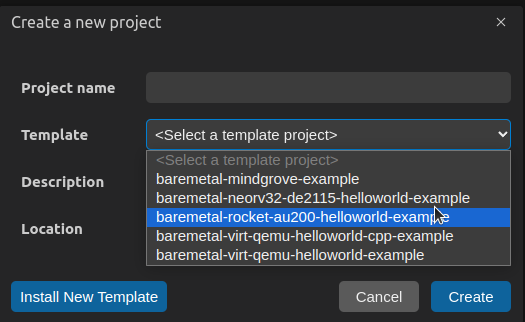 Create a new project
×
Project name
Template
<Select a template project>
<Select a template project>
baremetal-mindgrove-example
baremetal-neorv32-de2115-helloworld-example
baremetal-rocket-au200-helloworld-example
baremetal-virt-qemu-helloworld-cpp-example
baremetal-virt-qemu-helloworld-example
Description
Location
Install New Template
Cancel
Create